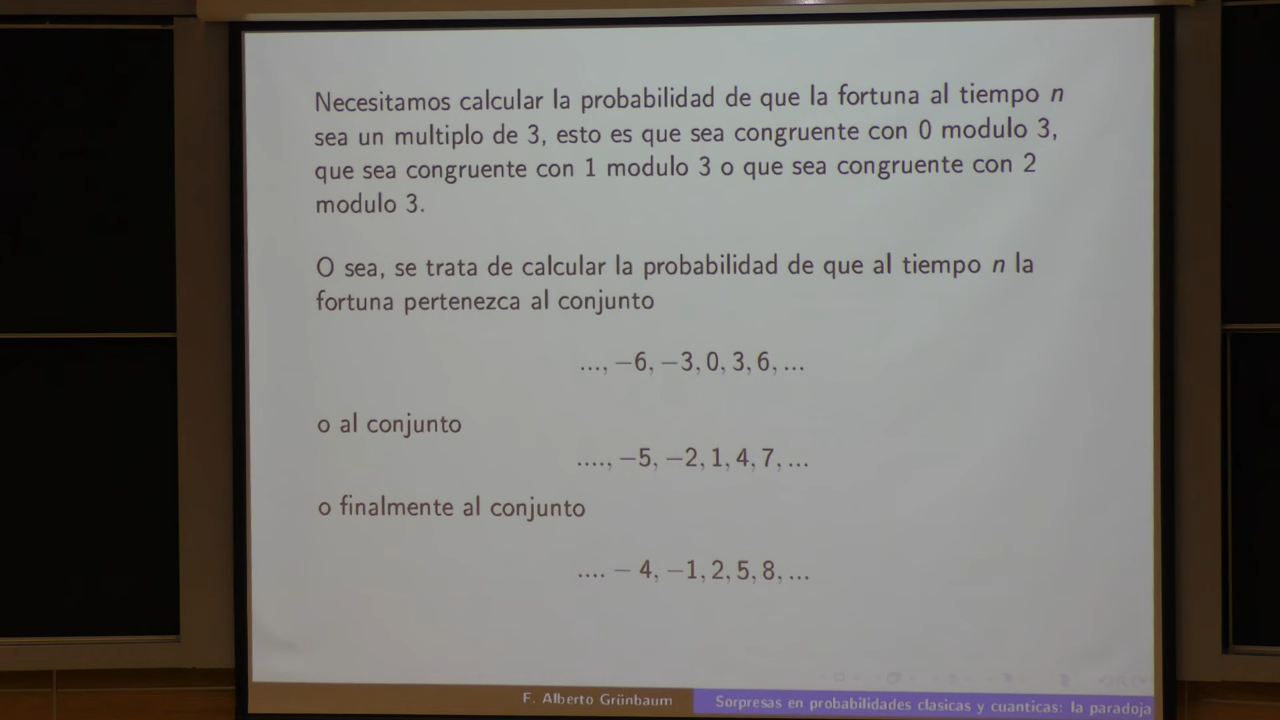 Necesitamos calcular la probabilidad de que la fortuna al tiempo n
sea un multiplo de 3, esto es que sea congruente con 0 modulo 3,
que sea congruente con 1 modulo 3 o que sea congruente con 2
modulo 3.
O sea, se trata de calcular la probabilidad de que al tiempo n la
fortuna pertenezca al conjunto
..., −6, −3, 0, 3, 6, ...
o al conjunto
...., −5, −2, 1, 4, 7, ...
o finalmente al conjunto
.... − 4, −1, 2, 5, 8, ...
F. Alberto Grünbaum
Sorpresas en probabilidades clasicas y cuanticas: la paradoja